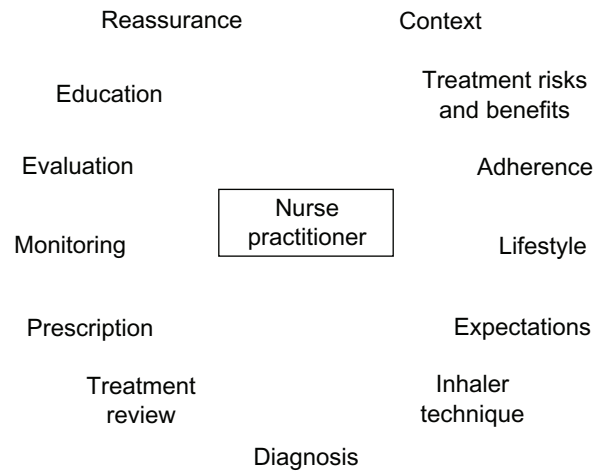 Reassurance
Context
Education
Treatment risks
and benefits
Evaluation
Adherence
Nurse
practitioner
Monitoring
Lifestyle
Prescription
Expectations
Treatment
review
Inhaler
technique
Diagnosis